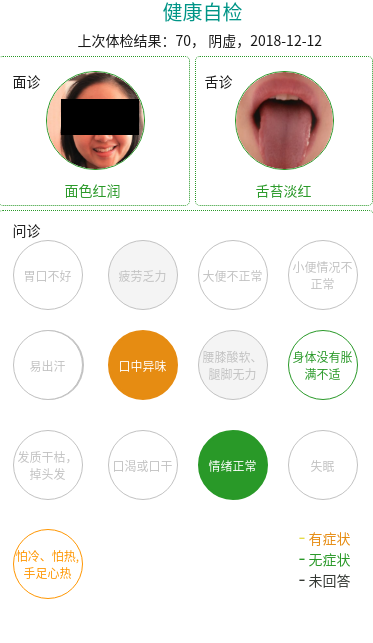 健康自检
上次体检结果：70， 阴虚，2018-12-12
面诊
舌诊
面色红润
舌苔淡红
问诊
胃口不好
疲劳乏力
大便不正常
小便情况不
正常
易出汗
口中异味
腰膝酸软、
腿脚无力
身体没有胀
满不适
发质干枯，
掉头发
口渴或口干
情绪正常
失眠
怕冷、怕热，
手足心热
- 有症状
- 无症状
- 未回答